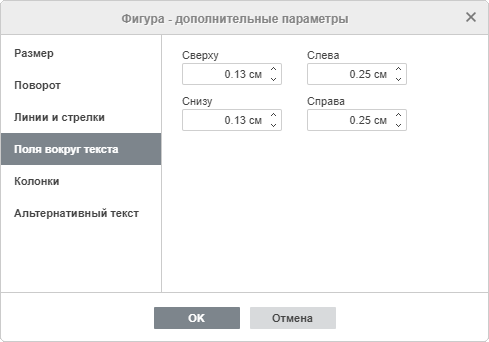 Фигура - дополнительные параметры
Размер
Поворот
Линии и стрелки
Поля вокруг текста
Колонки
Альтернативный текст
Сверху Слева
0.13 см 0.25 см
Снизу Справа
0.13 см 0.25 см
OK Отмена